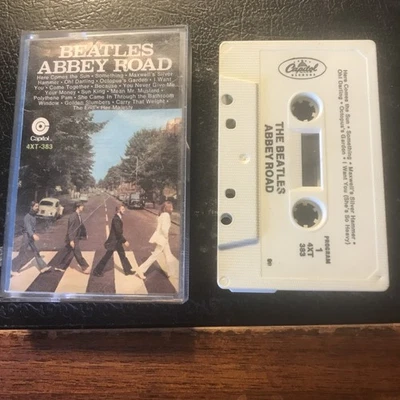 BEATLES
ABBEY ROAD
Here Comes the Sun • Something • Maxwell's Silver
Hammer • Oh! Darling • Octopus's Garden • I Want
You • Come Together • Because • You Never Give Me
Your Money • Sun King • Mean Mr. Mustard •
Polythene Pam • She Came In Through the Bathroom
Window • Golden Slumbers • Carry That Weight •
The End • Her Majesty
Capitol
4XT-383
Capitol
RECORDS
Here Comes the Sun • Something • Maxwell's Silver Hammer •
Oh! Darling • Octopus's Garden • I Want You (She's So Heavy)
THE BEATLES
ABBEY ROAD
PROGRAM
1
4XT
383